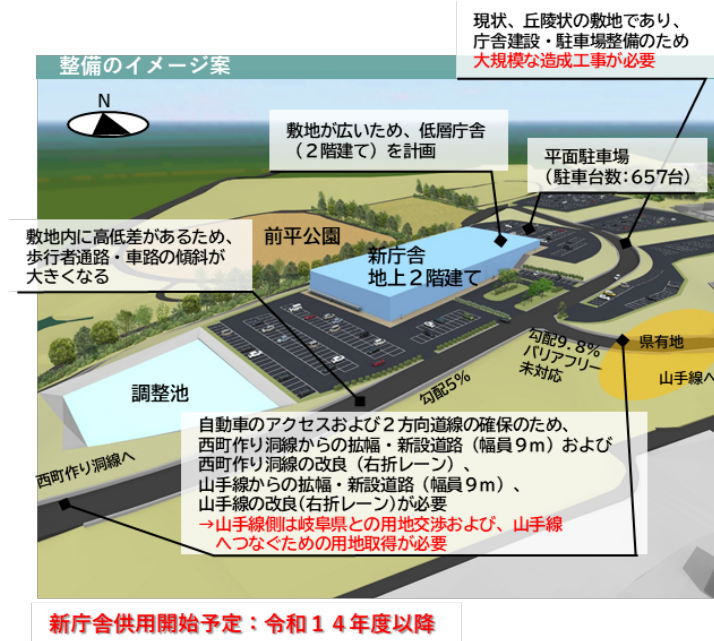 現状、丘陵状の敷地であり、
庁舎建設・駐車場整備のため
大規模な造成工事が必要
整備のイメージ案
N
敷地が広いため、低層庁舎
（２階建て）を計画
平面駐車場
（駐車台数：657台）
敷地内に高低差があるため、
歩行者通路・車路の傾斜が
大きくなる
前平公園
新庁舎
地上２階建て
勾配9.8%
バリアフリー
未対応
県有地
山手線へ
調整池
勾配5%
西町作り洞線へ
自動車のアクセスおよび２方向道線の確保のため、
西町作り洞線からの拡幅・新設道路（幅員９ｍ）および
西町作り洞線の改良（右折レーン）、
山手線からの拡幅・新設道路（幅員９ｍ）、
山手線の改良(右折レーン)が必要
→山手線側は岐阜県との用地交渉および、山手線
へつなぐための用地取得が必要
新庁舎供用開始予定：令和１４年度以降